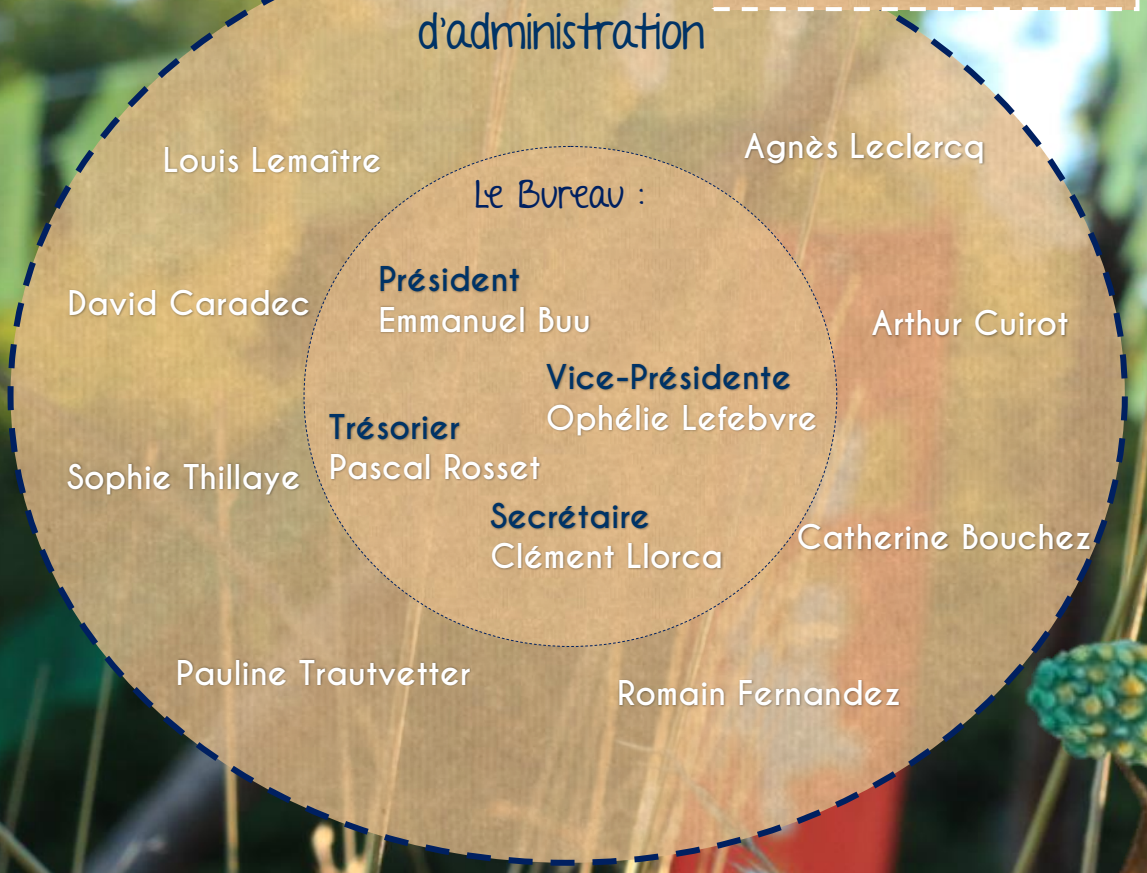 d'administration
Louis Lemaître
Agnès Leclercq
Le Bureau :
David Caradec
Président
Emmanuel Buu
Arthur Cuirot
Vice-Présidente
Ophélie Lefebvre
Trésorier
Pascal Rosset
Sophie Thillaye
Secrétaire
Clément Llorca
Catherine Bouchez
Pauline Trautvetter
Romain Fernandez